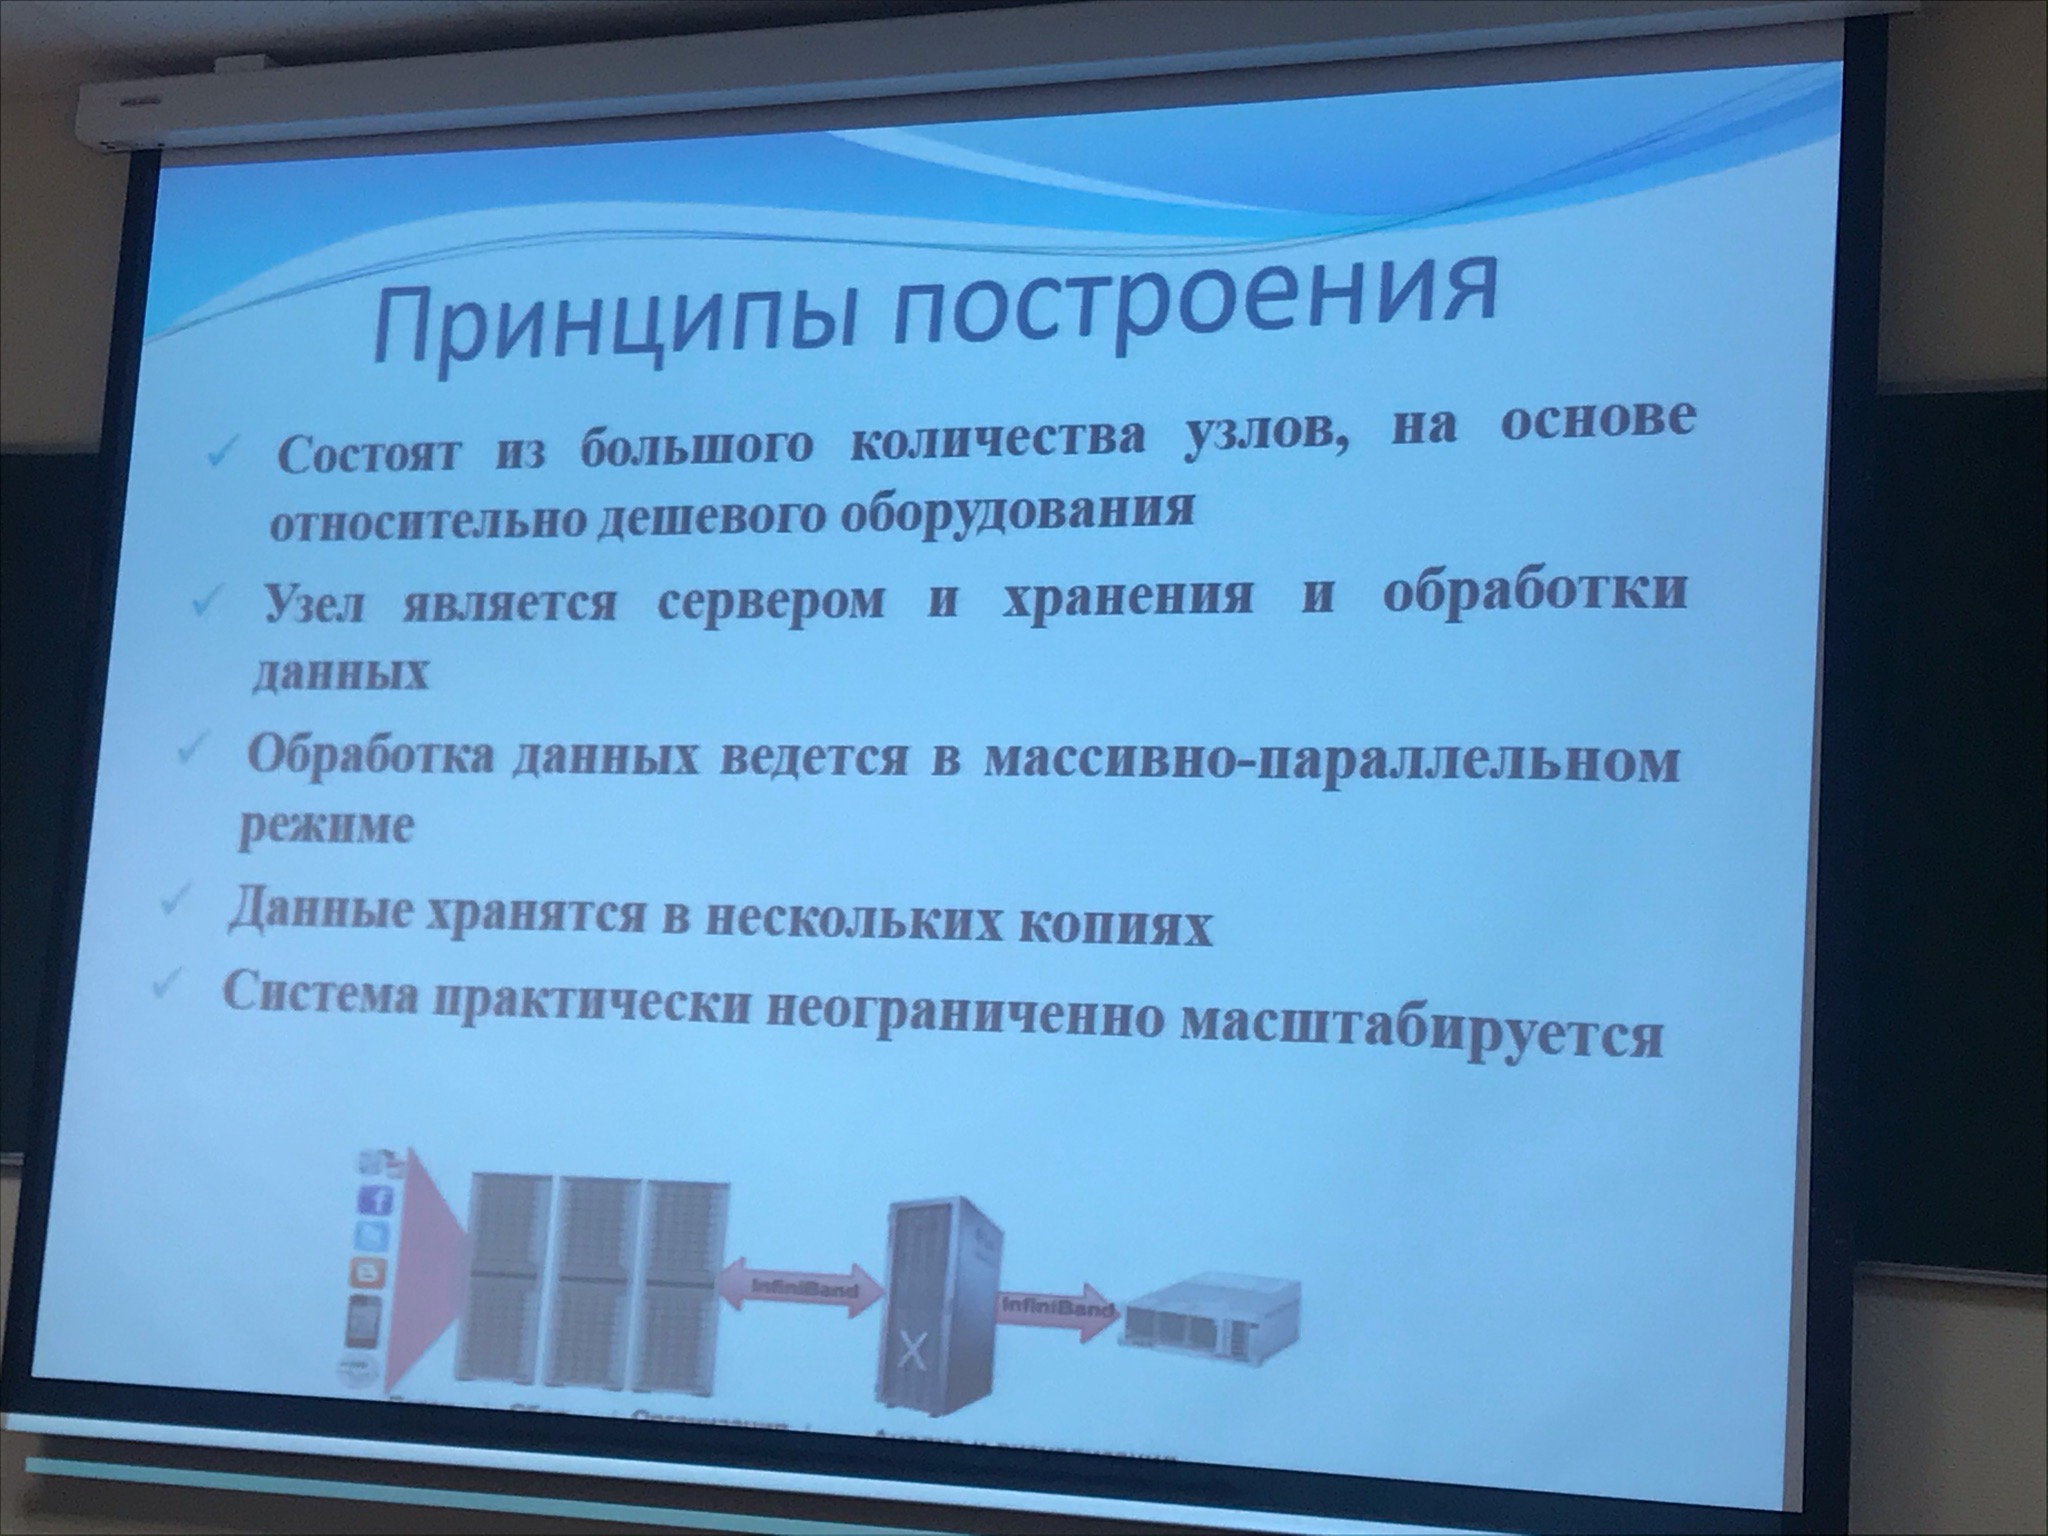 Принципы построения
Состоят из большого количества узлов, на основе
относительно дешевого оборудования
Узел является сервером и хранения и обработки
данных
Обработка данных ведется в массивно-параллельном
режиме
Данные хранятся в нескольких копиях
Система практически неограниченно масштабируется
InfiniBand
InfiniBand
X